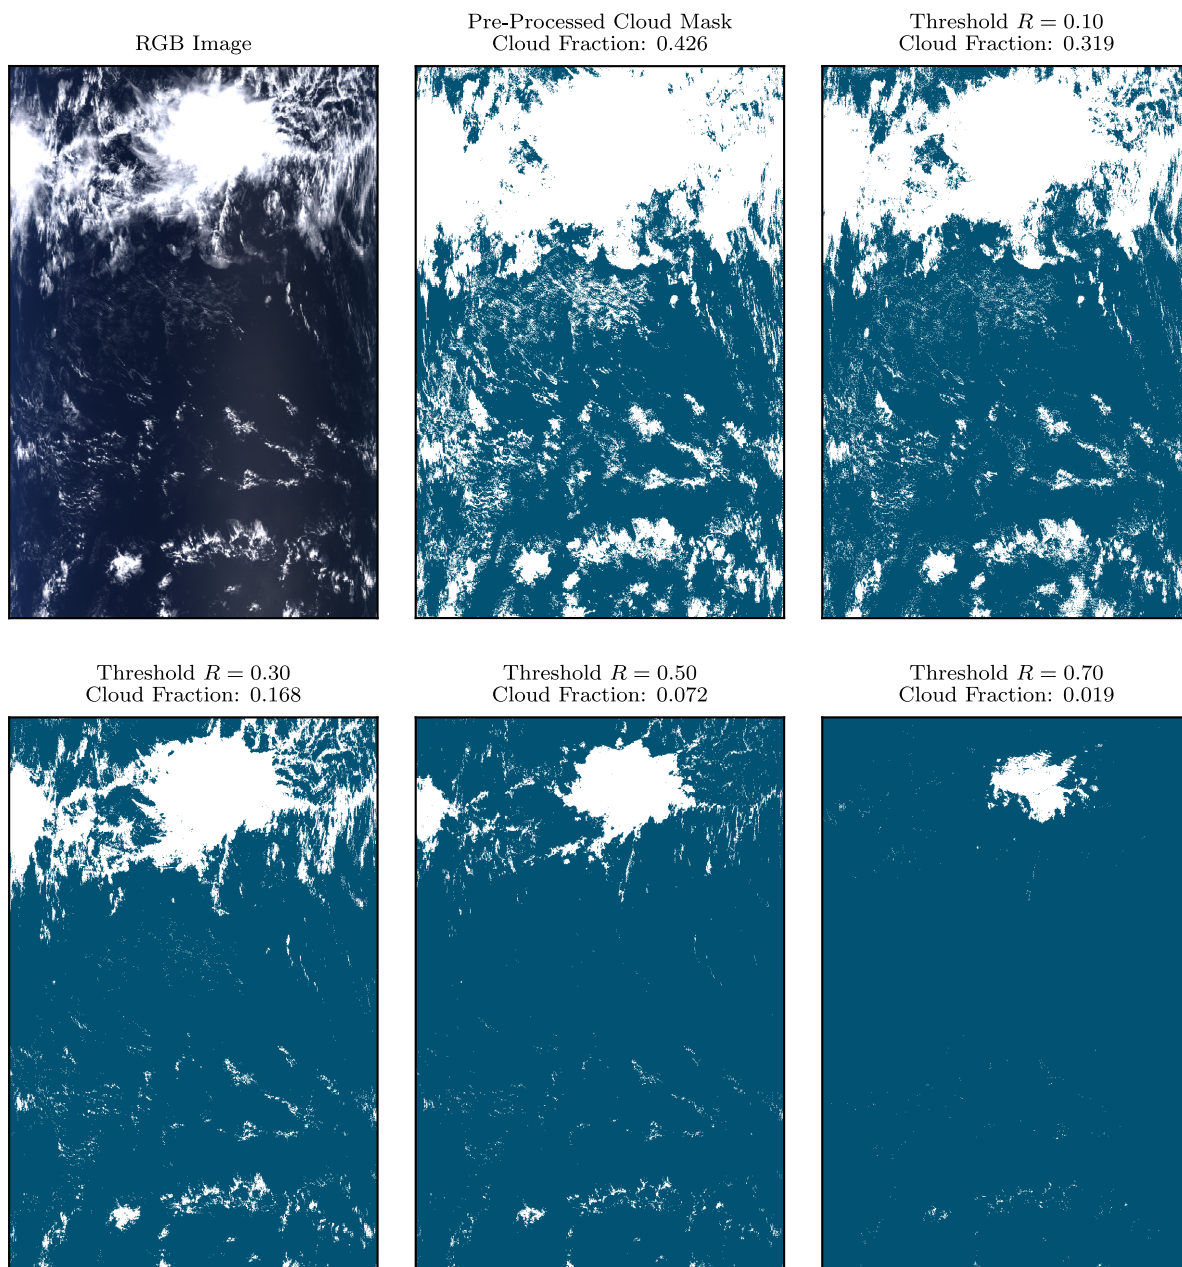 RGB Image
Pre-Processed Cloud Mask
Cloud Fraction: 0.426
Threshold R = 0.10
Cloud Fraction: 0.319
Threshold R = 0.30
Cloud Fraction: 0.168
Threshold R = 0.50
Cloud Fraction: 0.072
Threshold R = 0.70
Cloud Fraction: 0.019